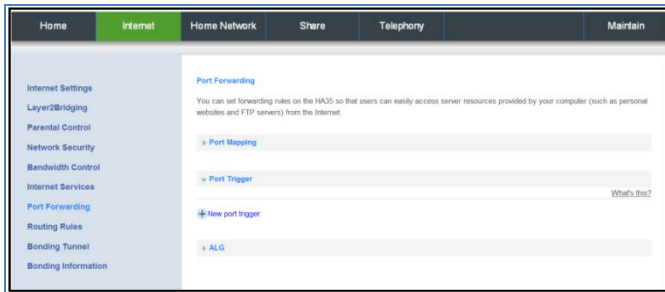 Home Internet Home Network Share Telephony Maintain
Internet Settings
Layer2Bridging
Parental Control
Network Security
Bandwidth Control
Internet Services
Port Forwarding
Routing Rules
Bonding Tunnel
Bonding Information
Port Forwarding
You can set forwarding rules on the HA35 so that users can easily access server resources provided by your computer (such as personal
websites and FTP servers) from the Internet.
Port Mapping
Port Trigger
What's this?
New port trigger
ALG